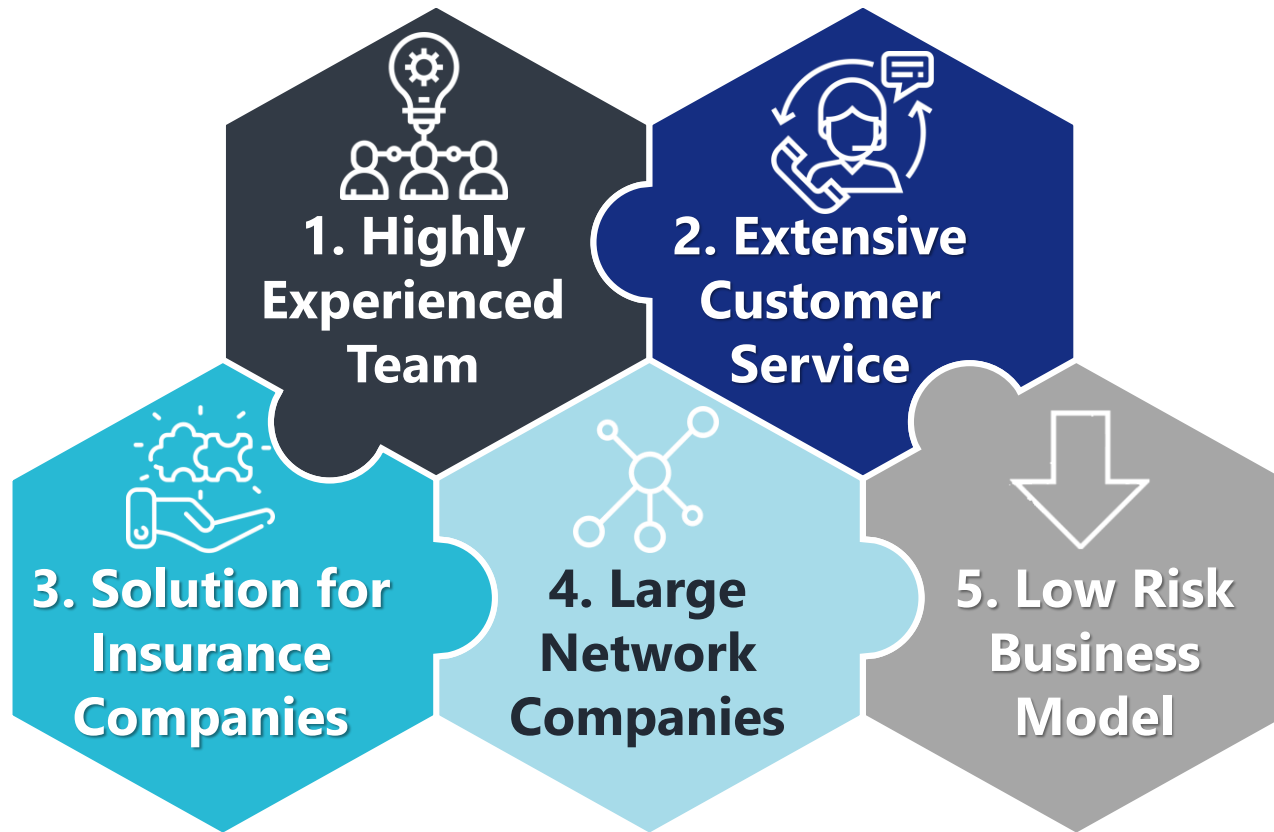 1. Highly
Experienced
Team
2. Extensive
Customer
Service
3. Solution for
Insurance
Companies
4. Large
Network
Companies
5. Low Risk
Business
Model